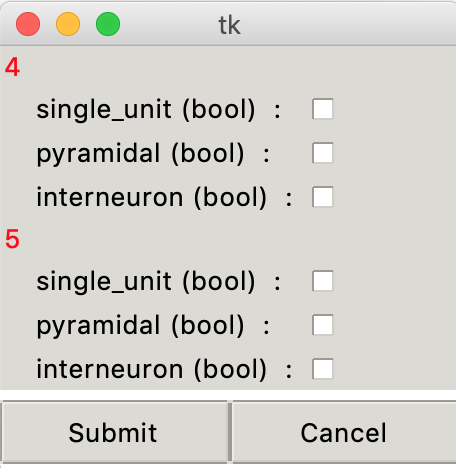 tk
4
single_unit (bool) :
pyramidal (bool) :
interneuron (bool) :
5
single_unit (bool) :
pyramidal (bool) :
interneuron (bool) :
Submit Cancel